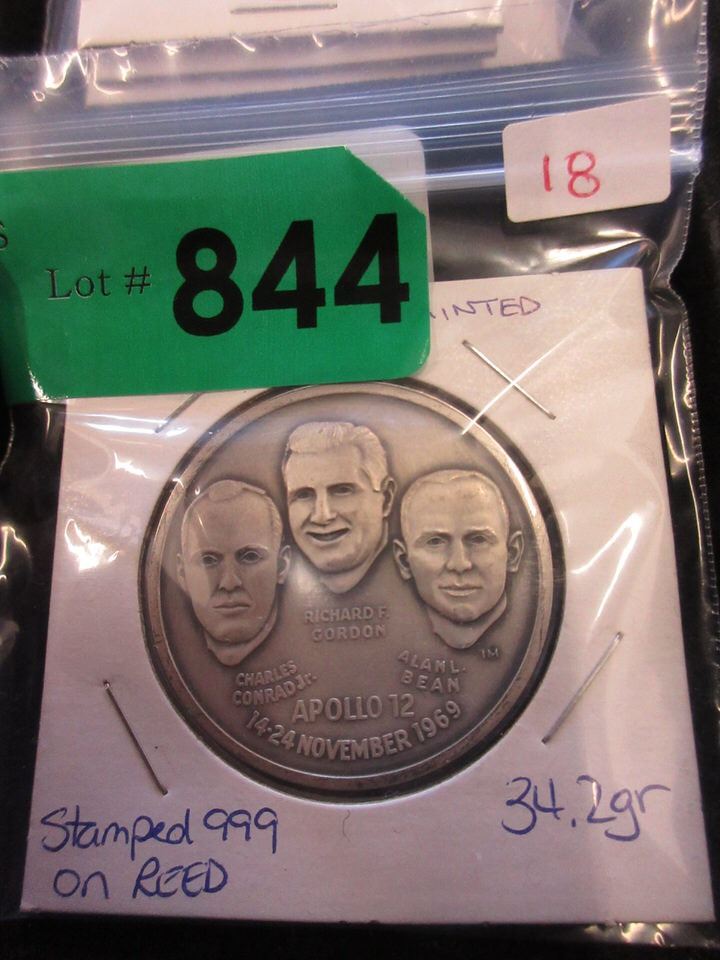 18
Lot # 844
RICHARD F.
GORDON
CHARLES
CONRAD Jr.
ALAN L.
BEAN
TM
APOLLO 12
14-24 NOVEMBER 1969
Stamped 999
on REED
34.2gr